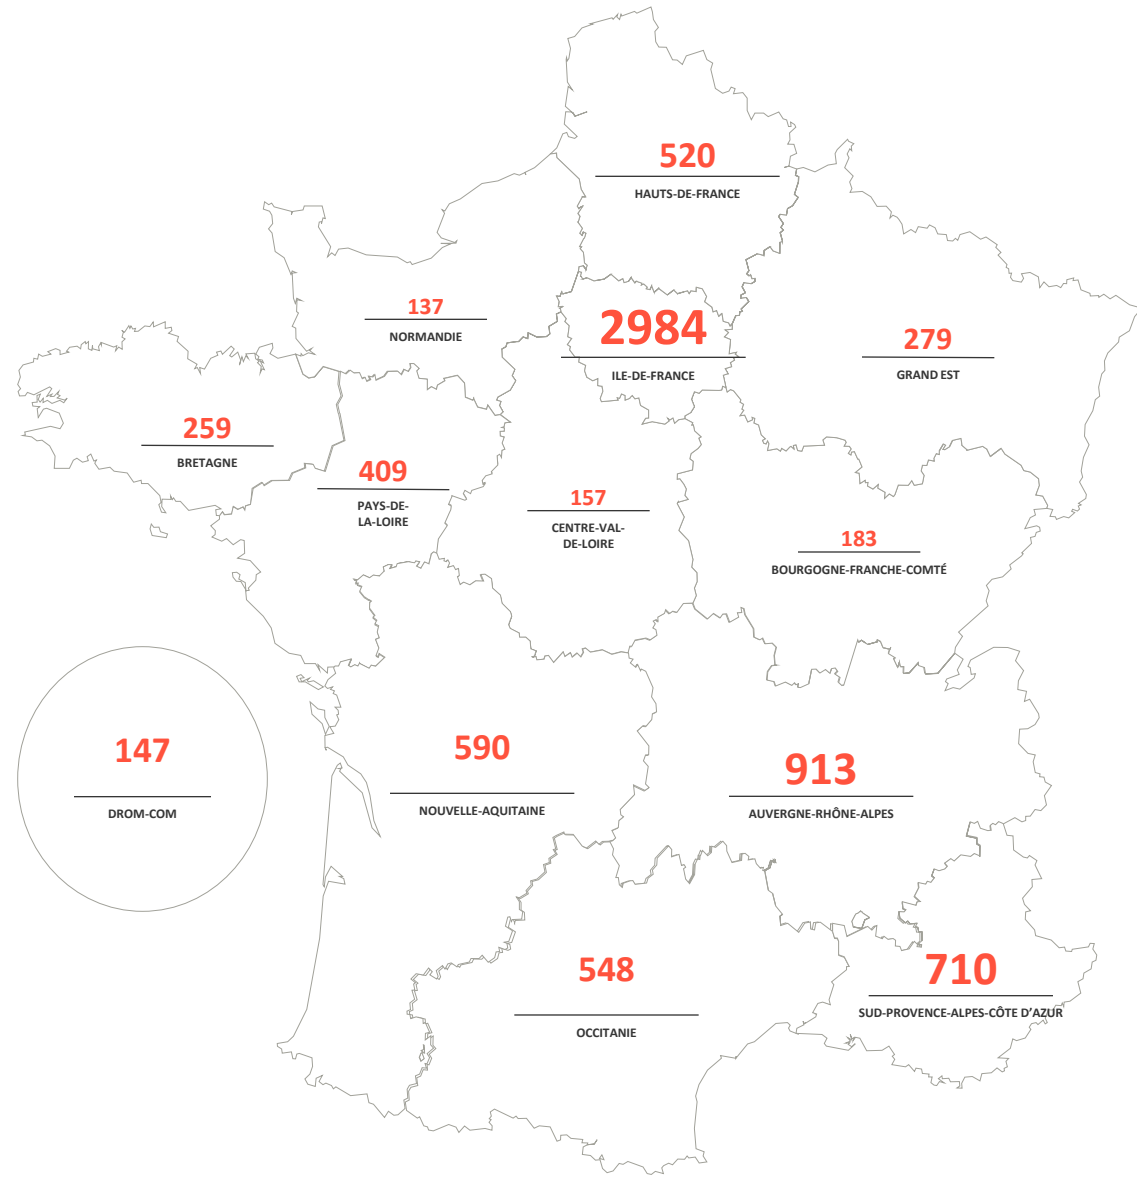 520
HAUTS-DE-FRANCE
137
NORMANDIE
2984
ILE-DE-FRANCE
279
GRAND EST
259
BRETAGNE
409
PAYS-DE-
LA-LOIRE
157
CENTRE-VAL-
DE-LOIRE
183
BOURGOGNE-FRANCHE-COMTÉ
147
DROM-COM
590
NOUVELLE-AQUITAINE
913
AUVERGNE-RHÔNE-ALPES
548
OCCITANIE
710
SUD-PROVENCE-ALPES-CÔTE D’AZUR